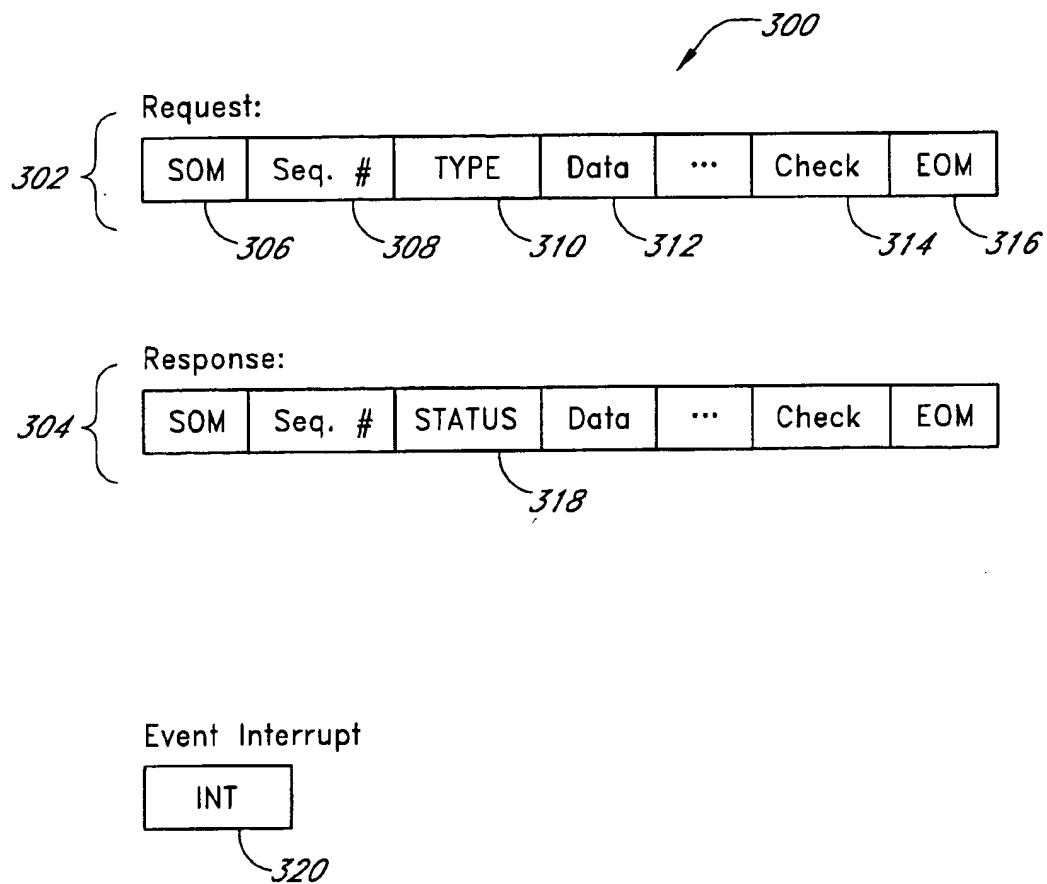 300
Request:
302 SOM Seq. # TYPE Data ... Check EOM
306 308 310 312 314 316
Response:
304 SOM Seq. # STATUS Data ... Check EOM
318
Event Interrupt
INT
320